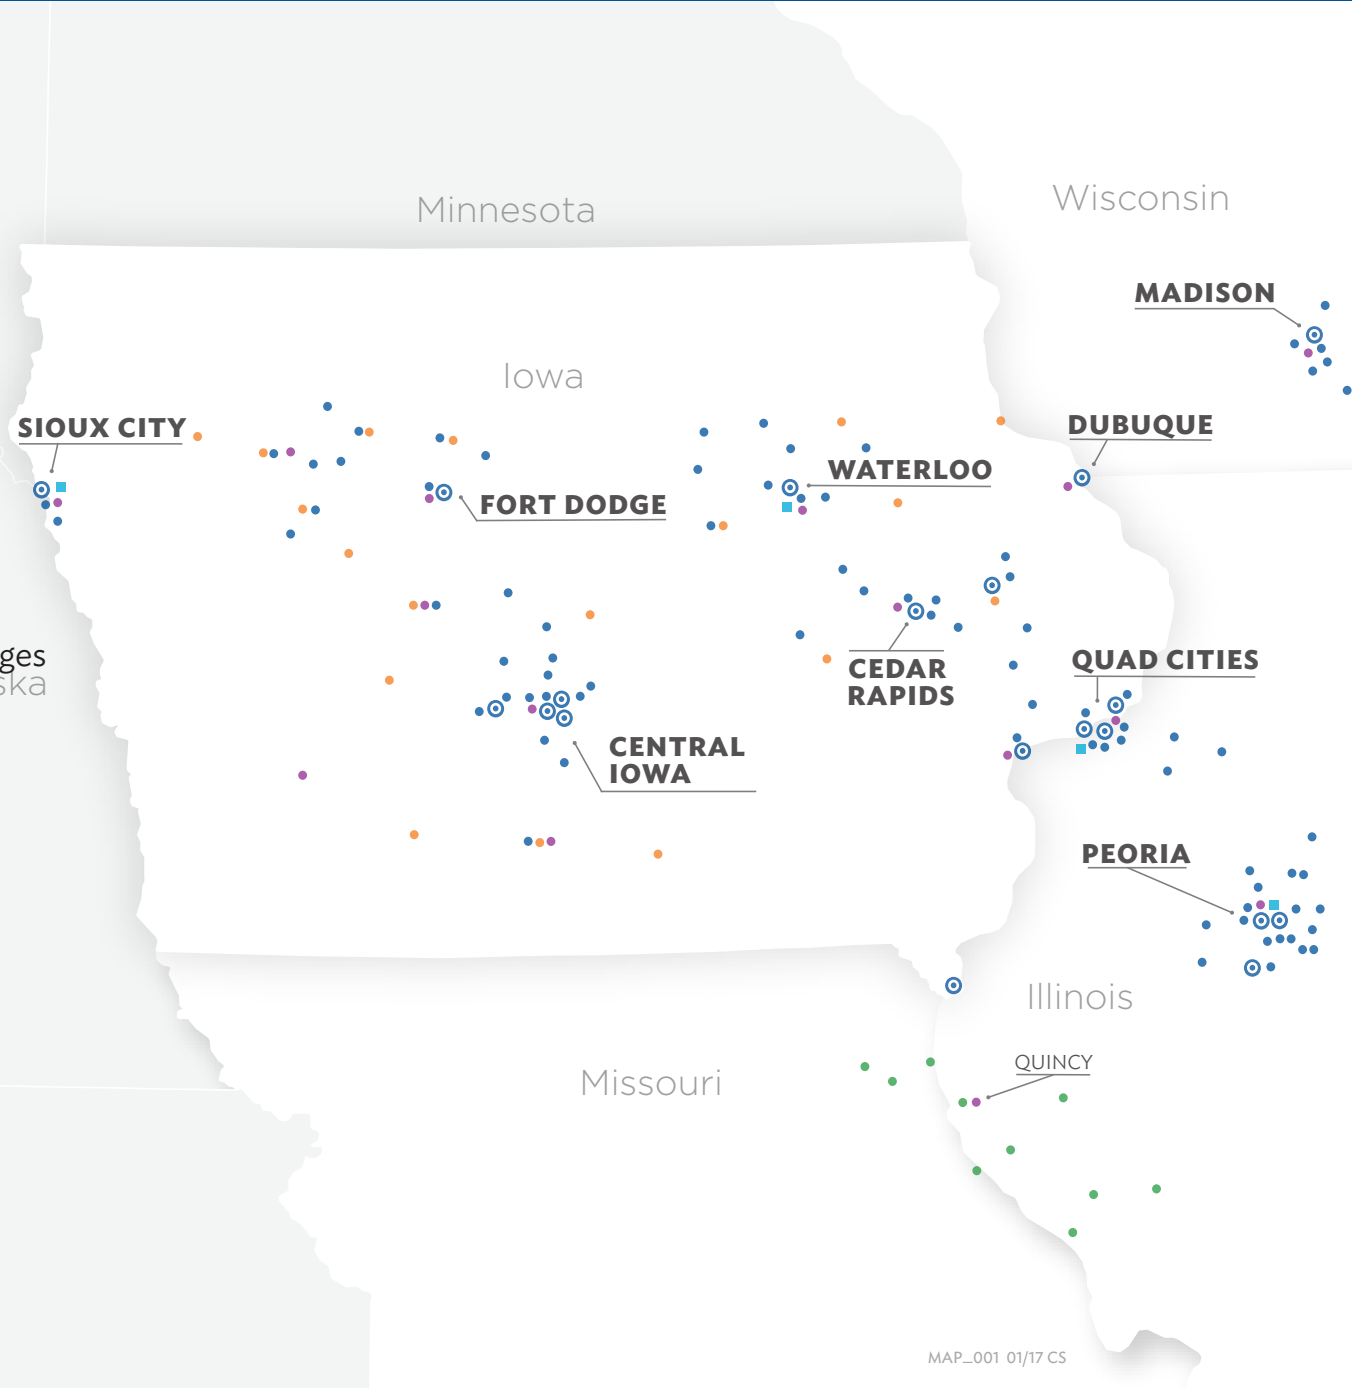 Minnesota
Wisconsin
MADISON
Iowa
SIOUX CITY
DUBUQUE
WATERLOO
FORT DODGE
ges
ska
CEDAR
RAPIDS
QUAD CITIES
CENTRAL
IOWA
PEORIA
Illinois
QUINCY
Missouri
MAP_001 01/17 CS